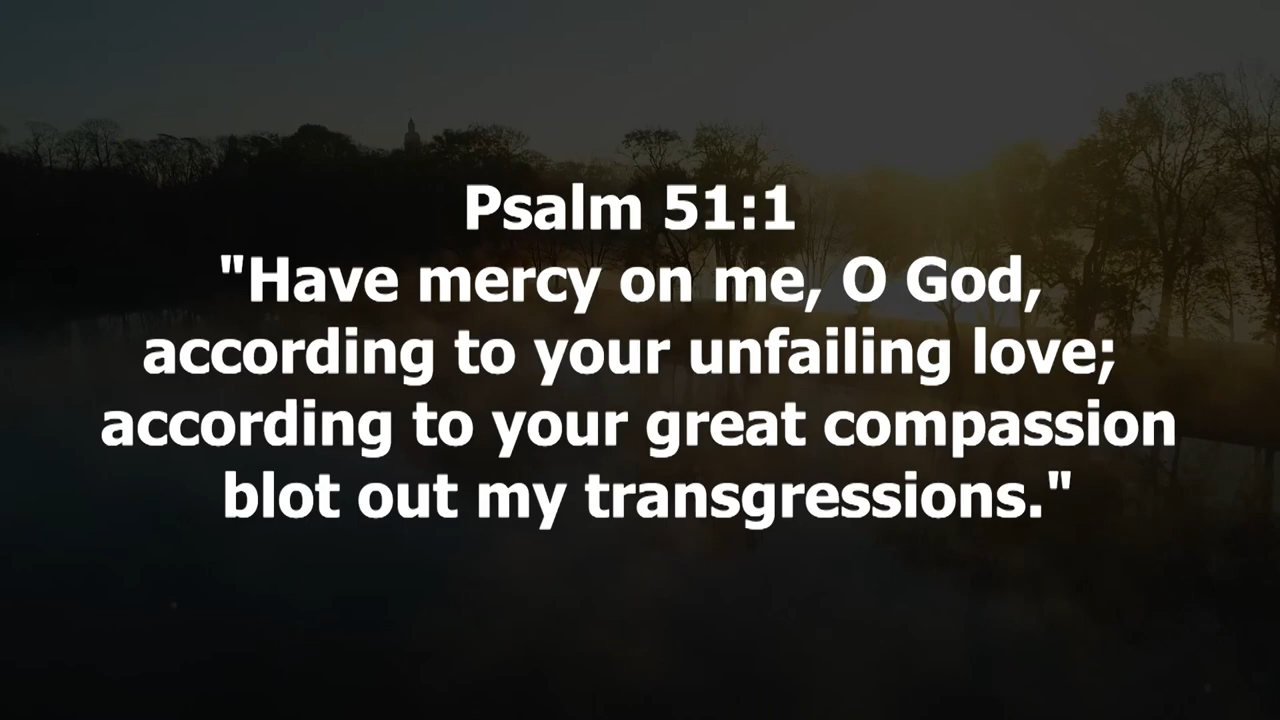 Psalm 51:1
"Have mercy on me, O God,
according to your unfailing love;
according to your great compassion
blot out my transgressions."